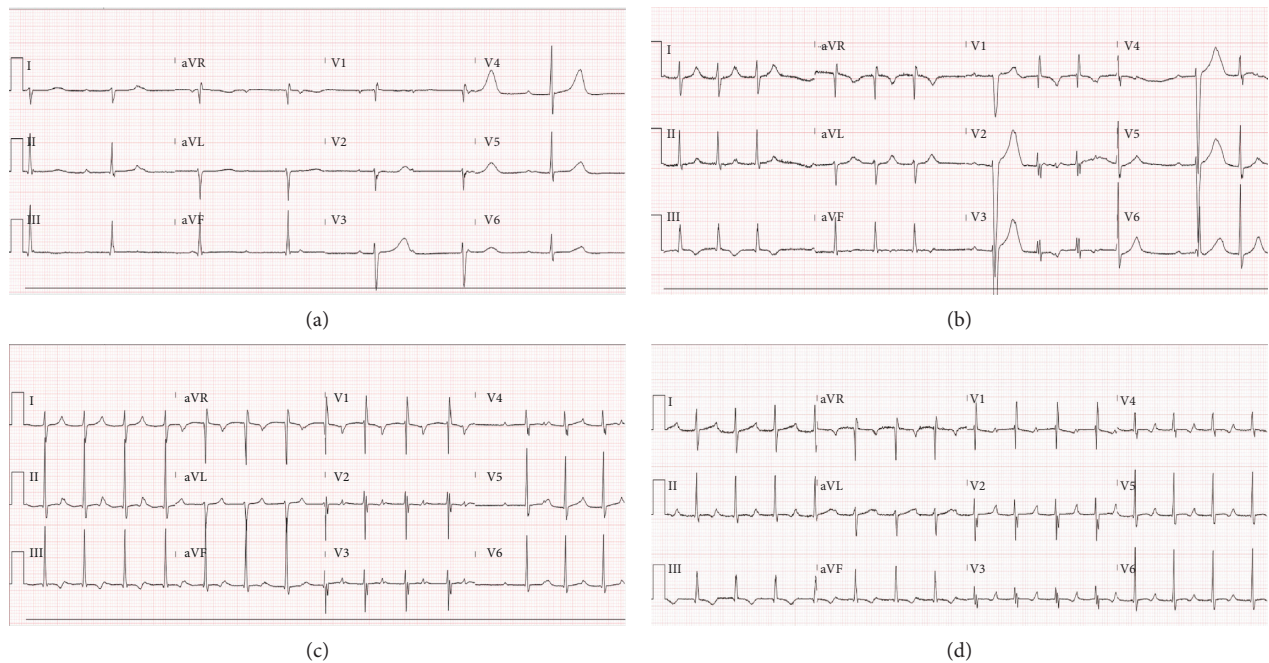 I aVR V1 V4
II aVL V2 V5
III aVF V3 V6
(a)
I aVR V1 V4
II aVL V2 V5
III aVF V3 V6
(b)
I aVR V1 V4
II aVL V2 V5
III aVF V3 V6
(c)
I aVR V1 V4
II aVL V2 V5
III aVF V3 V6
(d)